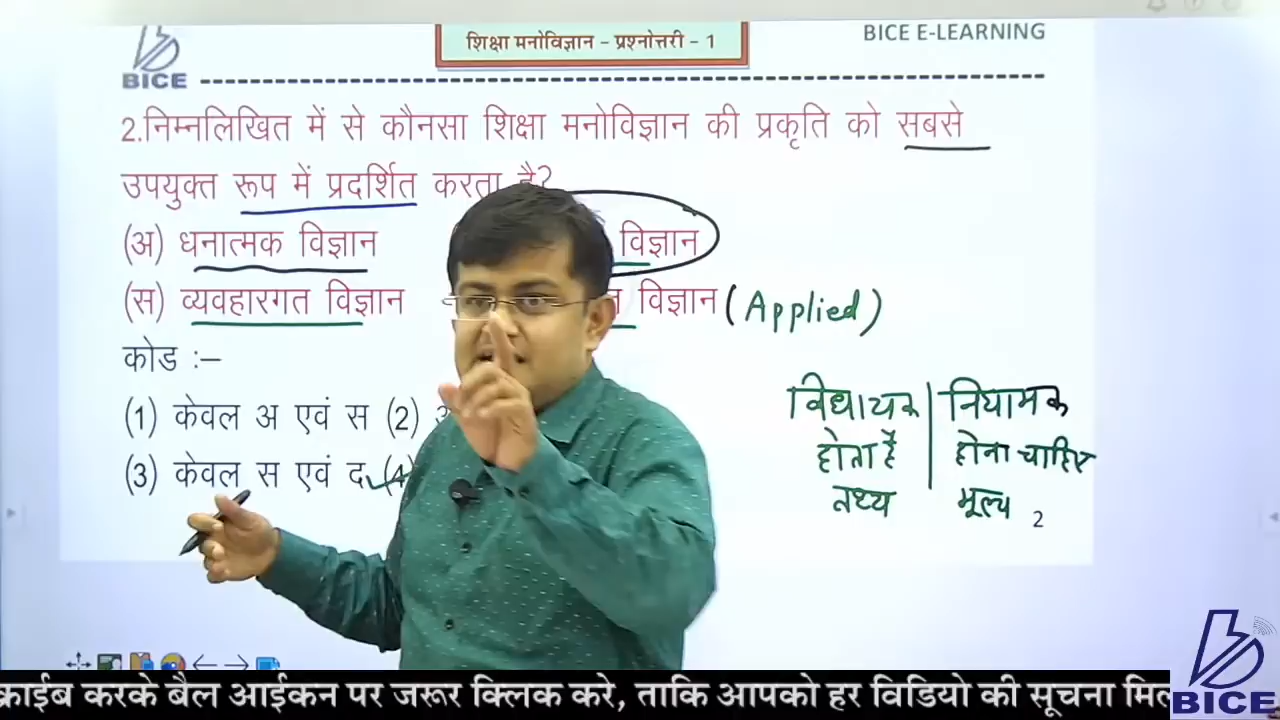 BICE
शिक्षा मनोविज्ञान – प्रश्नोत्तरी – 1
BICE E-LEARNING
2.निम्नलिखित में से कौनसा शिक्षा मनोविज्ञान की प्रकृति को सबसे
उपयुक्त रूप में प्रदर्शित करता है?
(अ) धनात्मक विज्ञान विज्ञान
(स) व्यवहारगत विज्ञान विज्ञान (Applied)
कोड :–
(1) केवल अ एवं स (2)
(3) केवल स एवं द (4)
विधायक | नियामक
होता है | होना चाहिए
तथ्य मूल्य 2
क्राईब करके बैल आईकन पर जरूर क्लिक करे, ताकि आपको हर विडियो की सूचना मिल
BICE